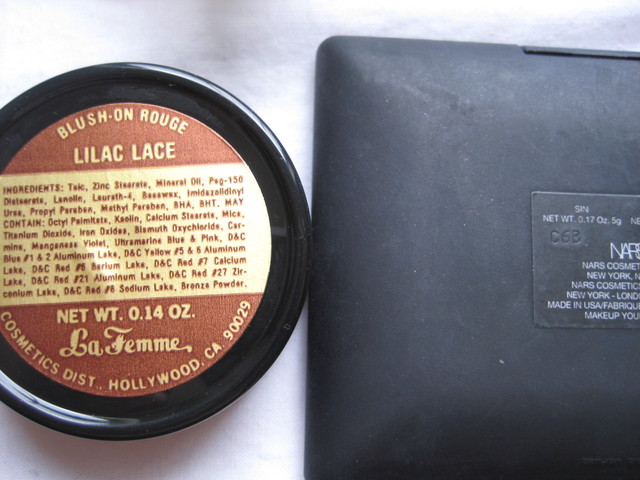 BLUSH-ON ROUGE
LILAC LACE
INGREDIENTS: Talc, Zinc Stearate, Mineral Oil, Peg-150
Distearate, Lanolin, Laurath-4, Beeswax, Imidazolidinyl
Urea, Propyl Paraben, Methyl Paraben, BHA, BHT. MAY
CONTAIN: Octyl Palmitate, Kaolin, Calcium Stearate, Mica,
Titanium Dioxide, Iron Oxides, Bismuth Oxychloride, Car-
mine, Manganese Violet, Ultramarine Blue & Pink, D&C
Blue #1 & 2 Aluminum Lake, D&C Yellow #5 & 6 Aluminum
Lake, D&C Red #6 Barium Lake, D&C Red #7 Calcium
Lake, D&C Red #21 Aluminum Lake, D&C Red #27 Zir-
conium Lake, D&C Red #6 Sodium Lake, Bronze Powder.
NET WT. 0.14 OZ.
La Femme
COSMETICS DIST., HOLLYWOOD, CA. 90029
SIN
NET WT. 0.17 Oz. 5g NE
C6B
NARS
NARS COSMET
NEW YORK, N
NARS COSMETIC
NEW YORK - LOND
MADE IN USA/FABRIQUE
MAKEUP YOU